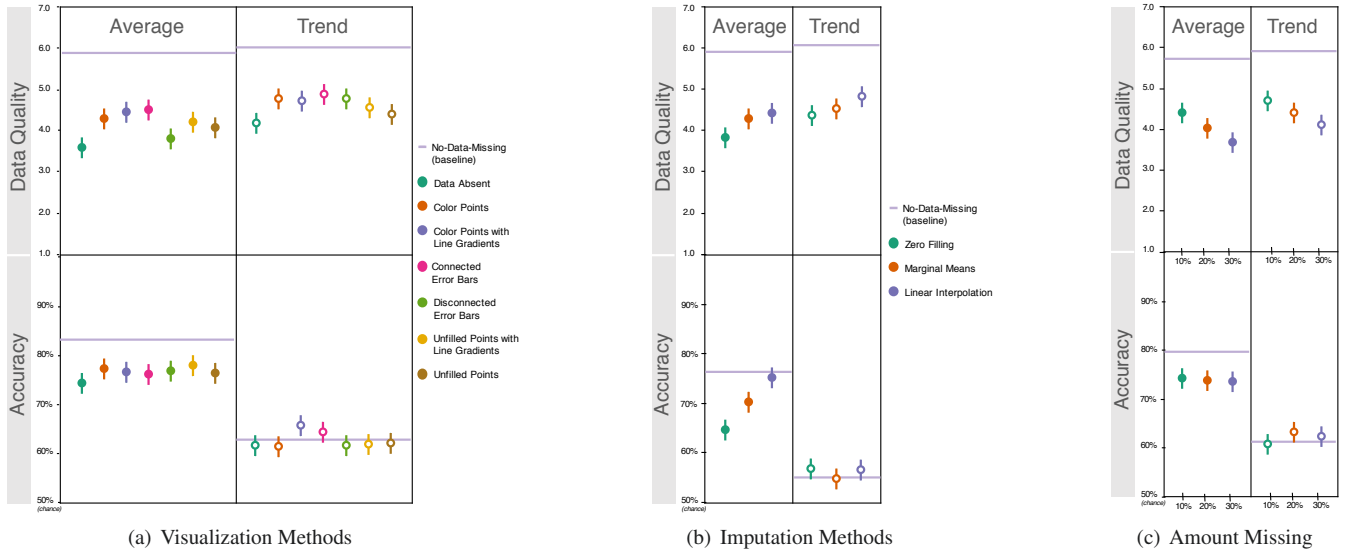 7.0
Average
Trend
6.0
5.0
4.0
3.0
2.0
1.0
Data Quality
90%
80%
70%
60%
50%
(chance)
Accuracy
No-Data-Missing
(baseline)
Data Absent
Color Points
Color Points with
Line Gradients
Connected
Error Bars
Disconnected
Error Bars
Unfilled Points with
Line Gradients
Unfilled Points
(a) Visualization Methods
7.0
Average
Trend
6.0
5.0
4.0
3.0
2.0
1.0
Data Quality
90%
80%
70%
60%
50%
(chance)
Accuracy
No-Data-Missing
(baseline)
Zero Filling
Marginal Means
Linear Interpolation
(b) Imputation Methods
7.0
Average
Trend
6.0
5.0
4.0
3.0
2.0
1.0
Data Quality
10% 20% 30% 10% 20% 30%
90%
80%
70%
60%
50%
(chance)
Accuracy
10% 20% 30% 10% 20% 30%
(c) Amount Missing